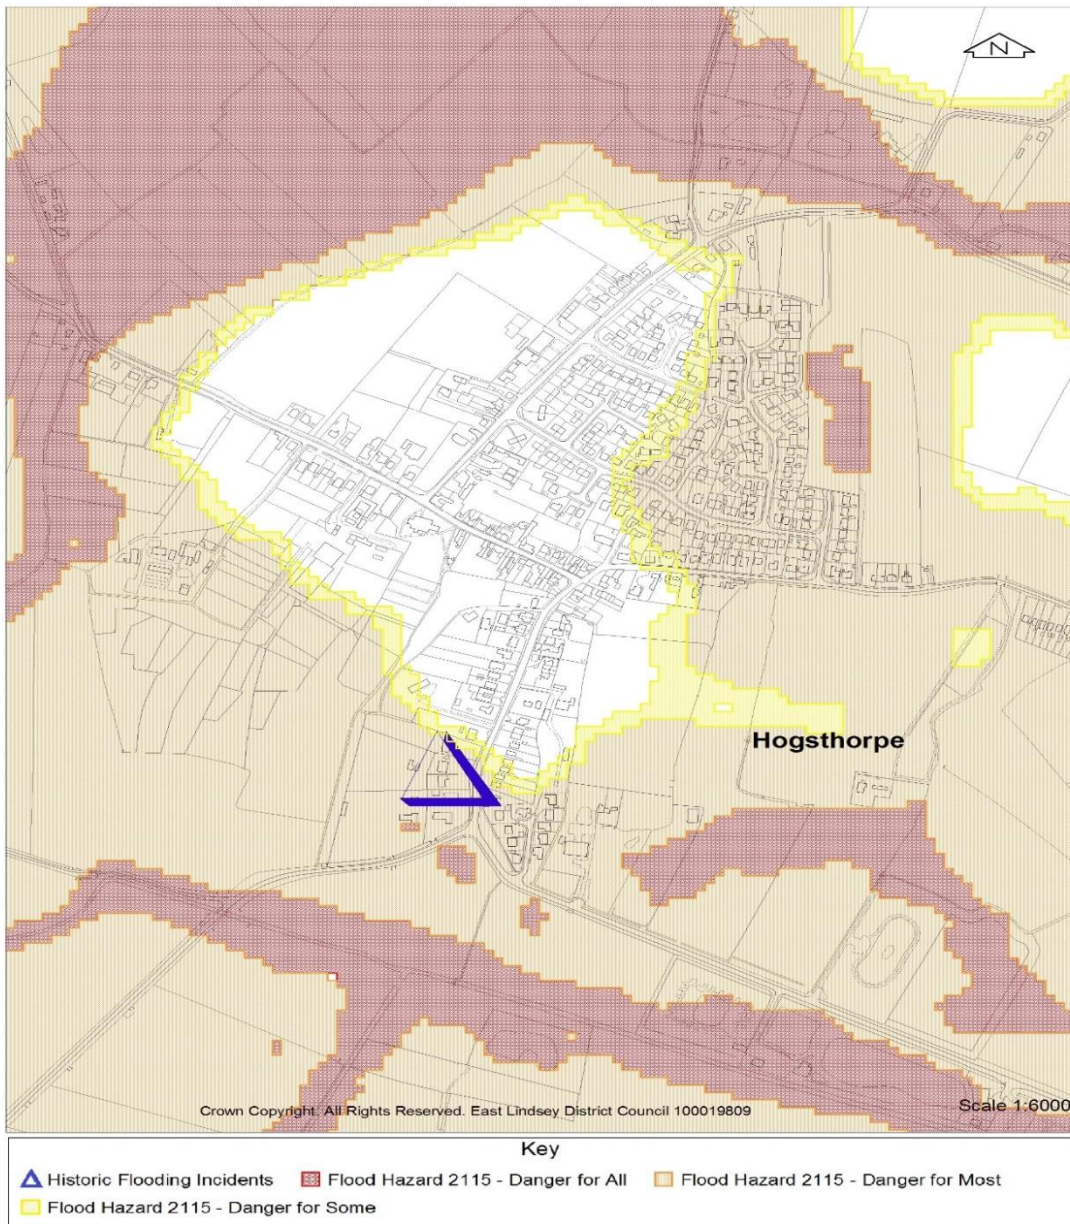 N
Hogsthorpe
Crown Copyright. All Rights Reserved. East Lindsey District Council 100019809
Scale 1:6000
Key
Historic Flooding Incidents
Flood Hazard 2115 - Danger for All
Flood Hazard 2115 - Danger for Most
Flood Hazard 2115 - Danger for Some